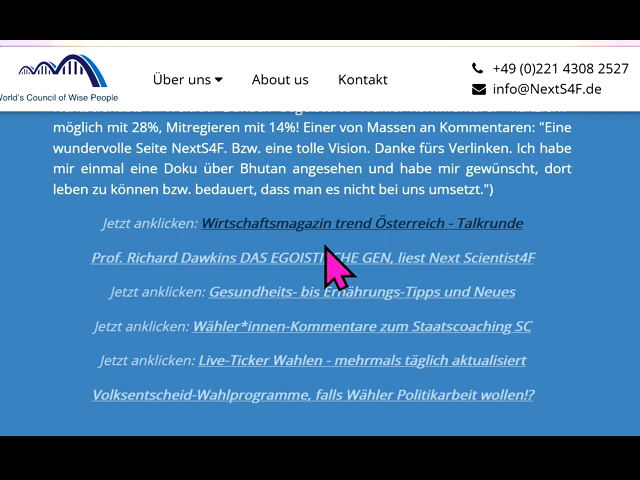 World's Council of Wise People
Über uns
About us
Kontakt
+49 (0)221 4308 2527
info@NextS4F.de
möglich mit 28%, Mitregieren mit 14%! Einer von Massen an Kommentaren: "Eine
wundervolle Seite NextS4F. Bzw. eine tolle Vision. Danke fürs Verlinken. Ich habe
mir einmal eine Doku über Bhutan angesehen und habe mir gewünscht, dort
leben zu können bzw. bedauert, dass man es nicht bei uns umsetzt.")
Jetzt anklicken: Wirtschaftsmagazin trend Österreich - Talkrunde
Prof. Richard Dawkins DAS EGOISTISCHE GEN, liest Next Scientist4F
Jetzt anklicken: Gesundheits- bis Ernährungs-Tipps und Neues
Jetzt anklicken: Wähler*innen-Kommentare zum Staatscoaching SC
Jetzt anklicken: Live-Ticker Wahlen - mehrmals täglich aktualisiert
Volksentscheid-Wahlprogramme, falls Wähler Politikarbeit wollen!?